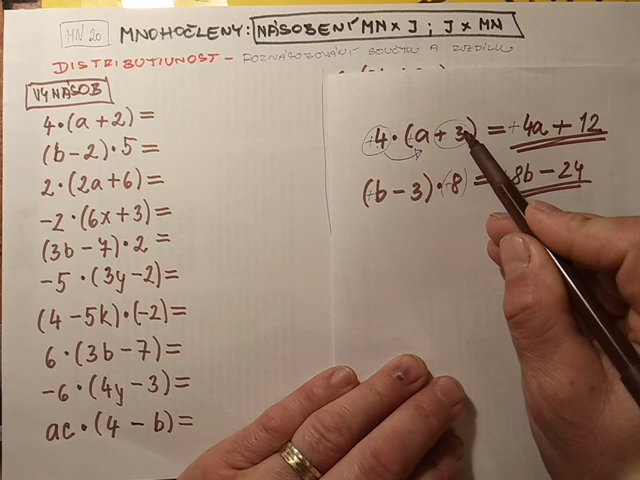 MN 20 MNOHOČLENY: NÁSOBENÍ MN x J ; J x MN
DISTRIBUTIVNOST - ROZNÁSOBOVÁNÍ SOUČTU A ROZDÍLU
VYNÁSOB
4·(a+2)=
(b-2)·5=
2·(2a+6)=
-2·(6x+3)=
(3b-7)·2=
-5·(3y-2)=
(4-5k)·(-2)=
6·(3b-7)=
-6·(4y-3)=
ac·(4-b)=
+4·(a+3)=+4a+12
(b-3)·8=8b-24